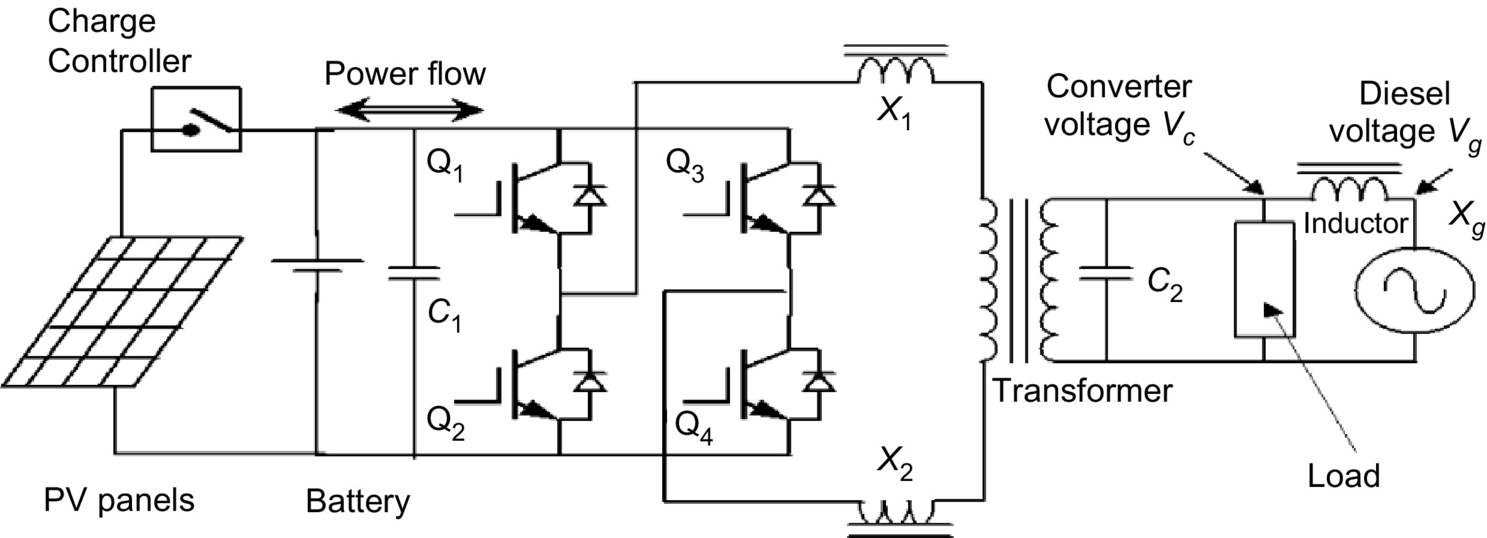 Charge
Controller
Power flow
X1
Converter
voltage Vc
Diesel
voltage Vg
Q1
Q3
Inductor
Xg
C1
C2
Transformer
Q2
Q4
X2
Load
PV panels
Battery